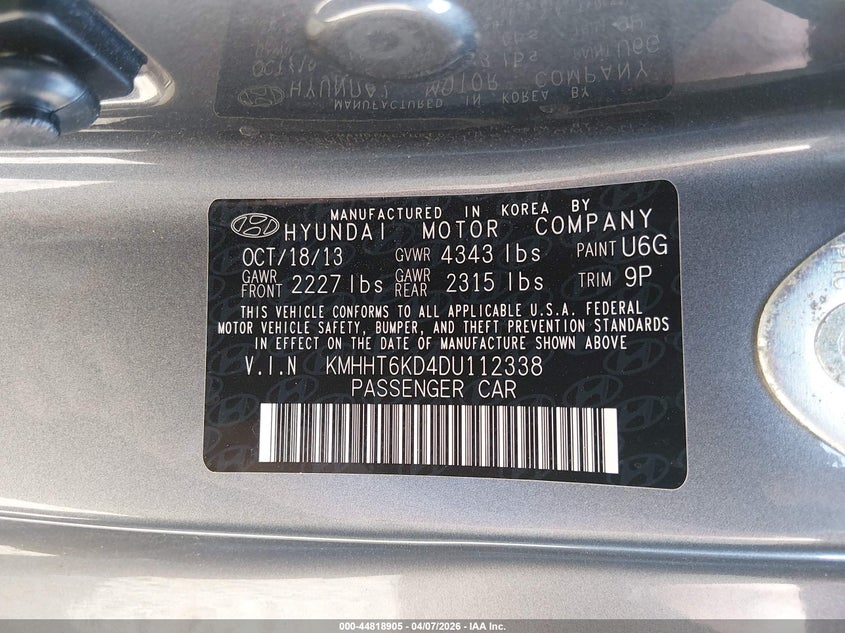 MANUFACTURED IN KOREA BY
HYUNDAI MOTOR COMPANY
OCT/18/13 GVWR 4343 lbs PAINT U6G
GAWR FRONT 2227 lbs GAWR REAR 2315 lbs TRIM 9P
THIS VEHICLE CONFORMS TO ALL APPLICABLE U.S.A. FEDERAL
MOTOR VEHICLE SAFETY, BUMPER, AND THEFT PREVENTION STANDARDS
IN EFFECT ON THE DATE OF MANUFACTURE SHOWN ABOVE
V.I.N KMHHT6KD4DU112338
PASSENGER CAR
000-44818905 - 04/07/2026 - IAA Inc.